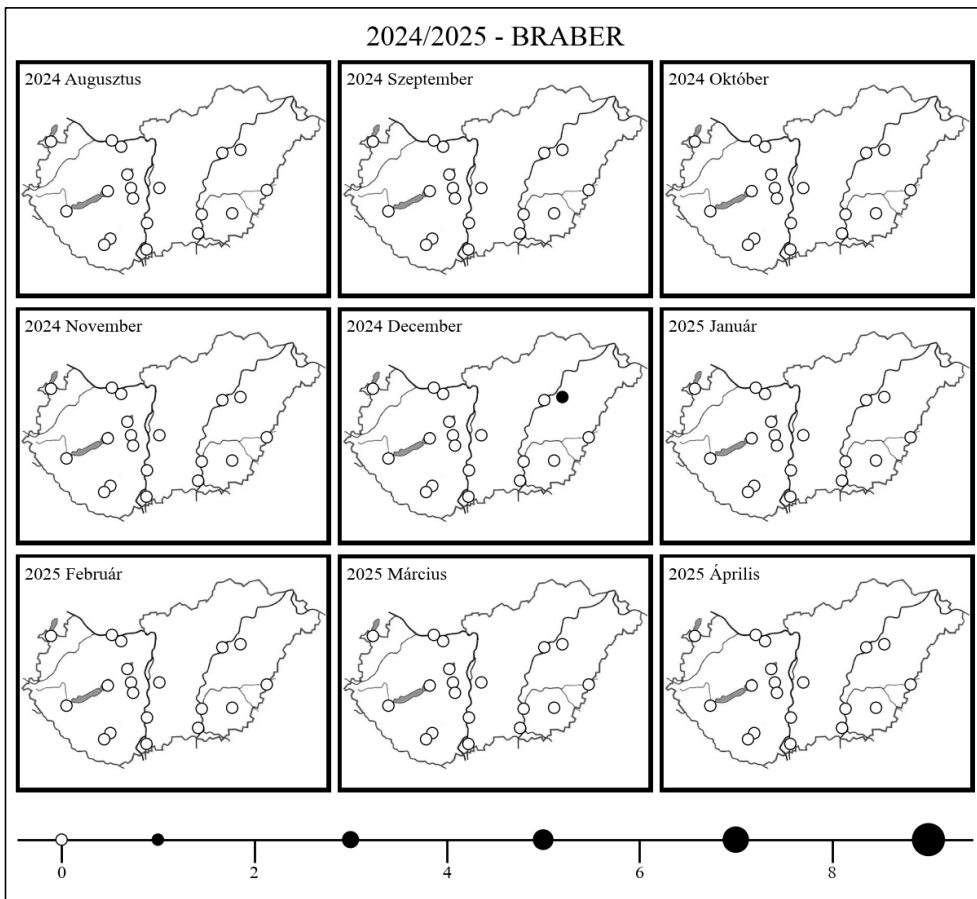 2024/2025 - BRABER
2024 Augusztus
2024 Szeptember
2024 Október
2024 November
2024 December
2025 Január
2025 Február
2025 Március
2025 Április
0
2
4
6
8